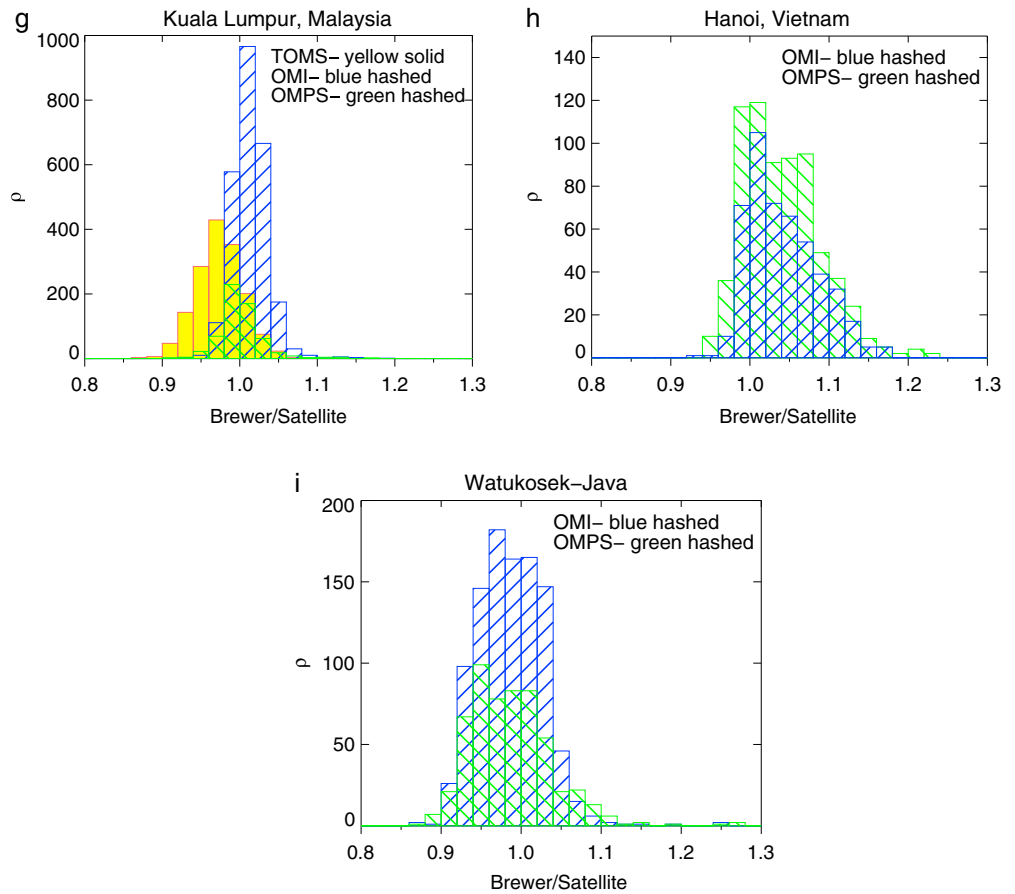 g
Kuala Lumpur, Malaysia
1000
800
600
400
200
0
ρ
TOMS− yellow solid
OMI− blue hashed
OMPS− green hashed
0.8 0.9 1.0 1.1 1.2 1.3
Brewer/Satellite
h
Hanoi, Vietnam
140
120
100
80
60
40
20
0
ρ
OMI− blue hashed
OMPS− green hashed
0.8 0.9 1.0 1.1 1.2 1.3
Brewer/Satellite
i
Watukosek−Java
200
150
100
50
0
ρ
OMI− blue hashed
OMPS− green hashed
0.8 0.9 1.0 1.1 1.2 1.3
Brewer/Satellite